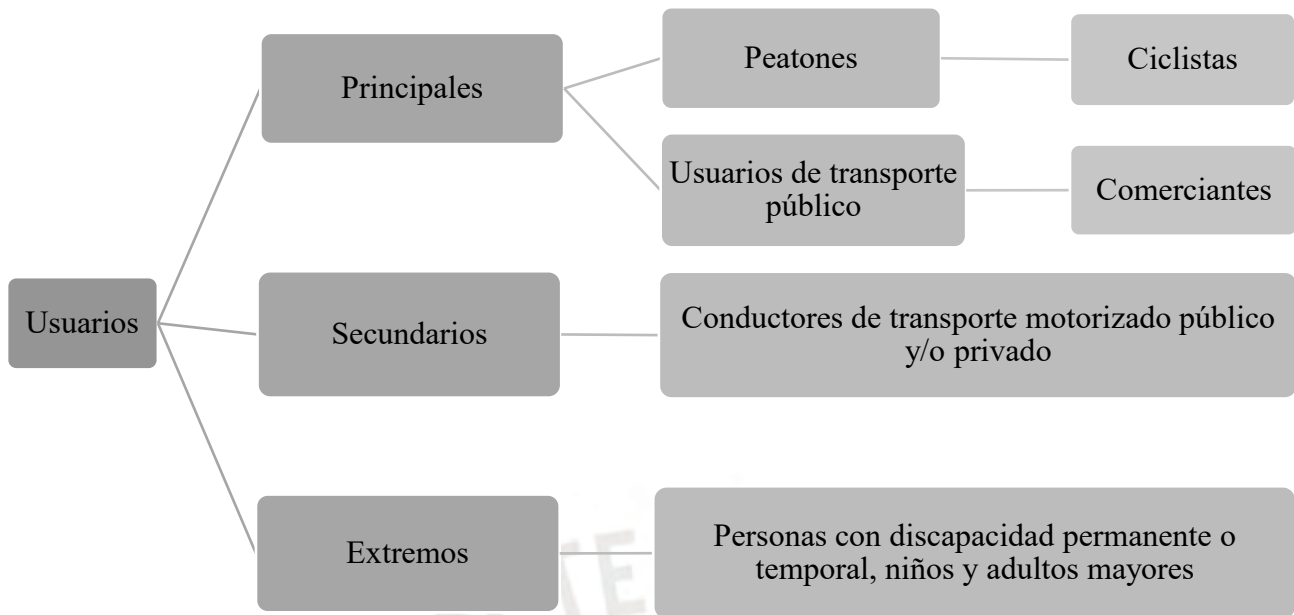 Principales
Peatones
Ciclistas
Usuarios de transporte
público
Comerciantes
Usuarios
Secundarios
Conductores de transporte motorizado público
y/o privado
Extremos
Personas con discapacidad permanente o
temporal, niños y adultos mayores